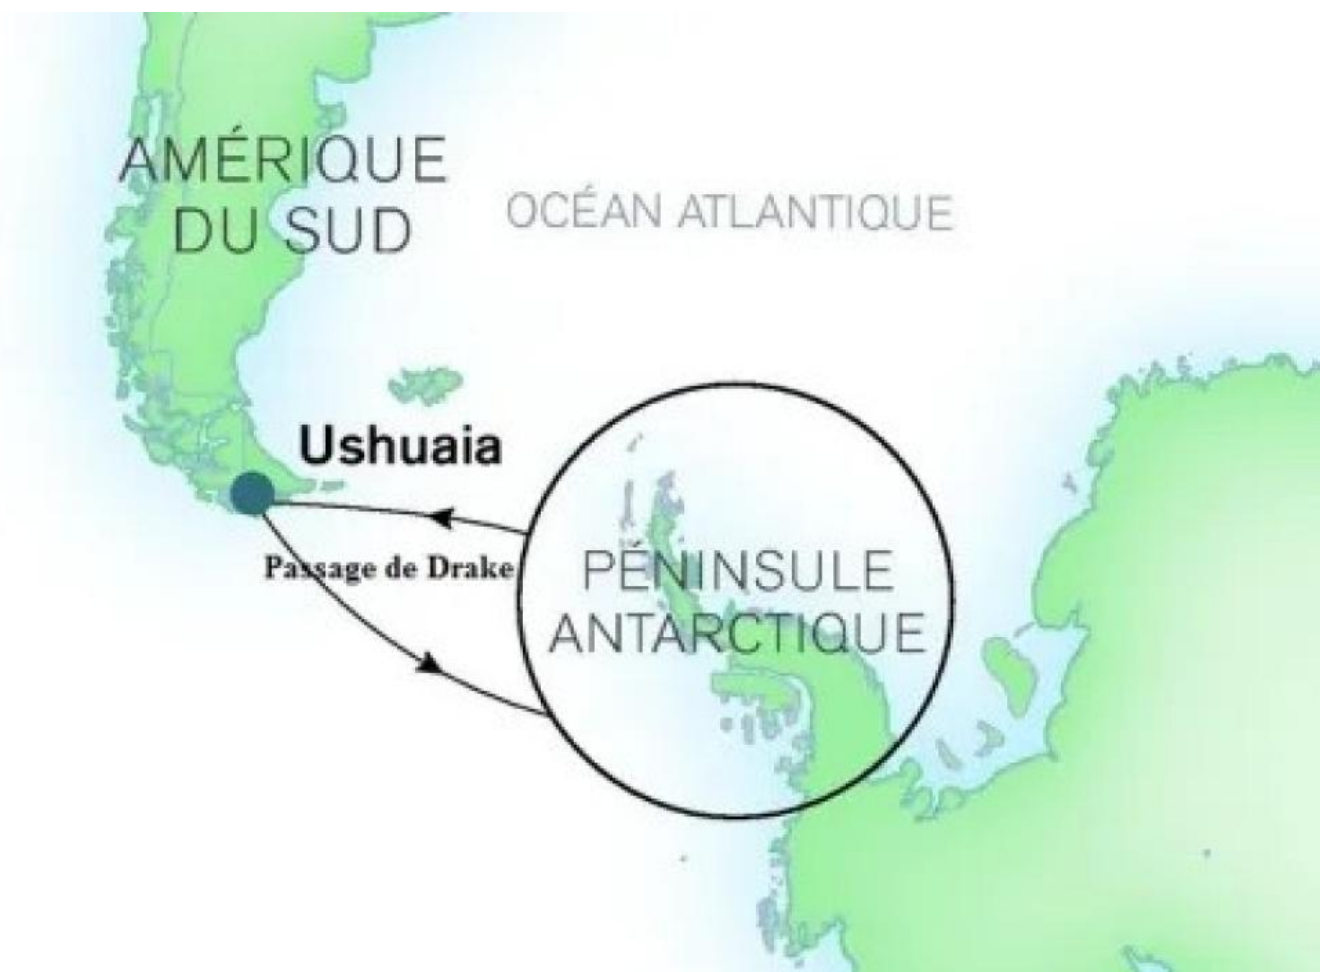 AMÉRIQUE
DU SUD
OCÉAN ATLANTIQUE
Ushuaia
Passage de Drake
PÉNINSULE
ANTARCTIQUE